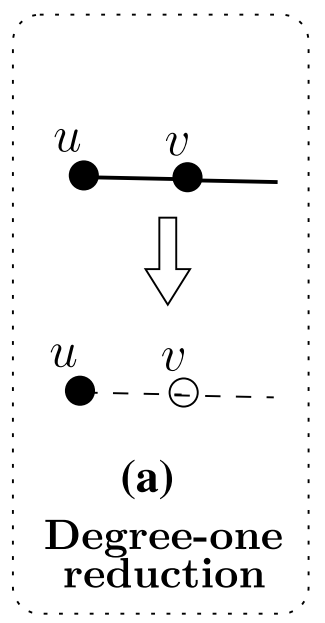 u v
u v
(a)
Degree-one
reduction